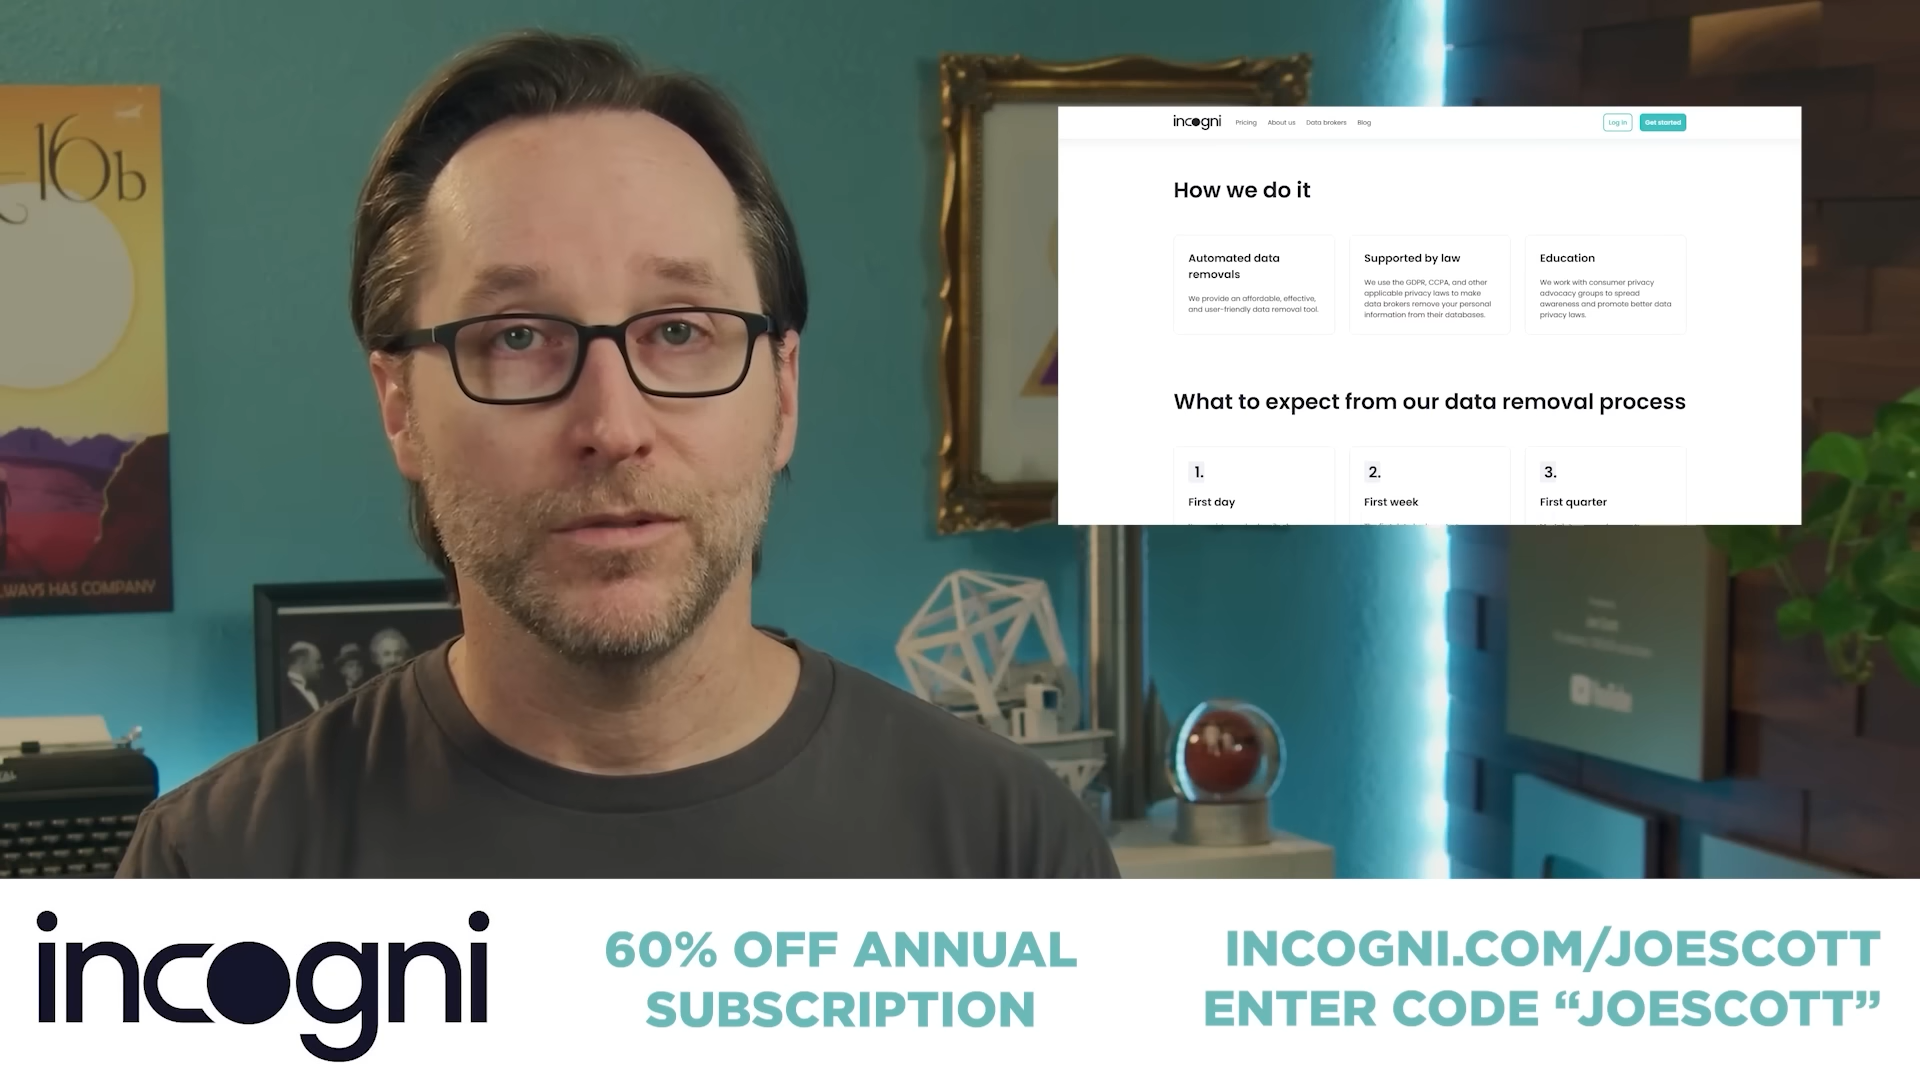 16b
LWAYS HAS COMPANY
incogni Pricing About us Data brokers Blog Log in Get started
How we do it
Automated data
removals
We provide an affordable, effective,
and user-friendly data removal tool.
Supported by law
We use the GDPR, CCPA, and other
applicable privacy laws to make
data brokers remove your personal
information from their databases.
Education
We work with consumer privacy
advocacy groups to spread
awareness and promote better data
privacy laws.
What to expect from our data removal process
1.
First day
2.
First week
3.
First quarter
YouTube
incogni
60% OFF ANNUAL
SUBSCRIPTION
INCOGNI.COM/JOESCOTT
ENTER CODE “JOESCOTT”